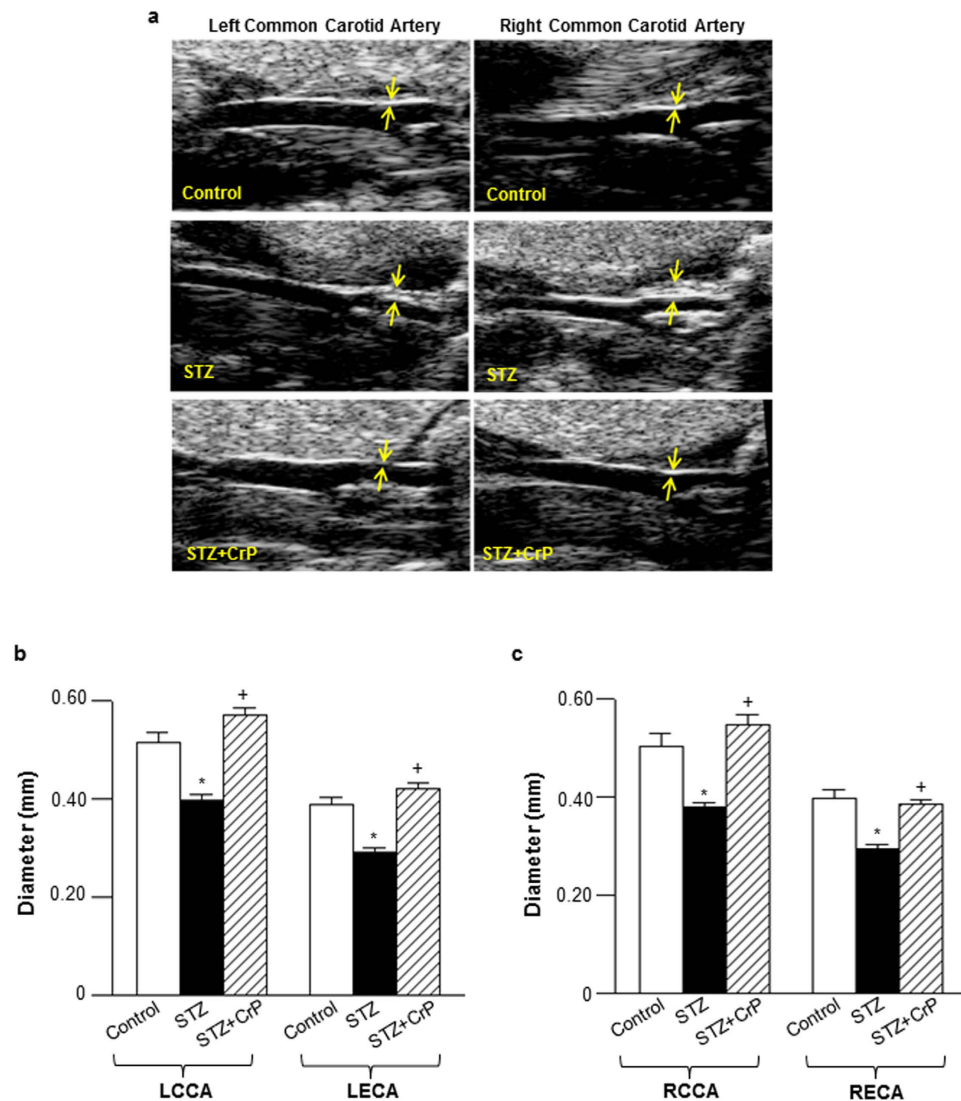 a
Left Common Carotid Artery Right Common Carotid Artery
Control Control
STZ STZ
STZ+CrP STZ+CrP
b
c
Diameter (mm)
0.60
0.40
0.20
0
*
+
*
+
Control STZ STZ+CrP Control STZ STZ+CrP
LCCA LECA
Diameter (mm)
0.60
0.40
0.20
0
*
+
*
+
Control STZ STZ+CrP Control STZ STZ+CrP
RCCA RECA